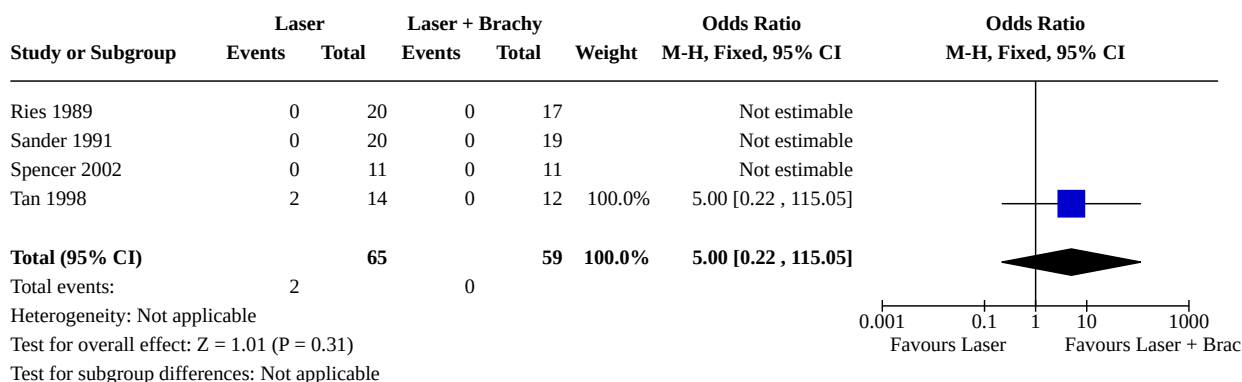 Laser Laser + Brachy Odds Ratio Odds Ratio
Study or Subgroup Events Total Events Total Weight M-H, Fixed, 95% CI M-H, Fixed, 95% CI
Ries 1989 0 20 0 17 Not estimable
Sander 1991 0 20 0 19 Not estimable
Spencer 2002 0 11 0 11 Not estimable
Tan 1998 2 14 0 12 100.0% 5.00 [0.22 , 115.05]
Total (95% CI) 65 59 100.0% 5.00 [0.22 , 115.05]
Total events: 2 0
Heterogeneity: Not applicable 0.001 0.1 1 10 1000
Test for overall effect: Z = 1.01 (P = 0.31) Favours Laser Favours Laser + Brac
Test for subgroup differences: Not applicable